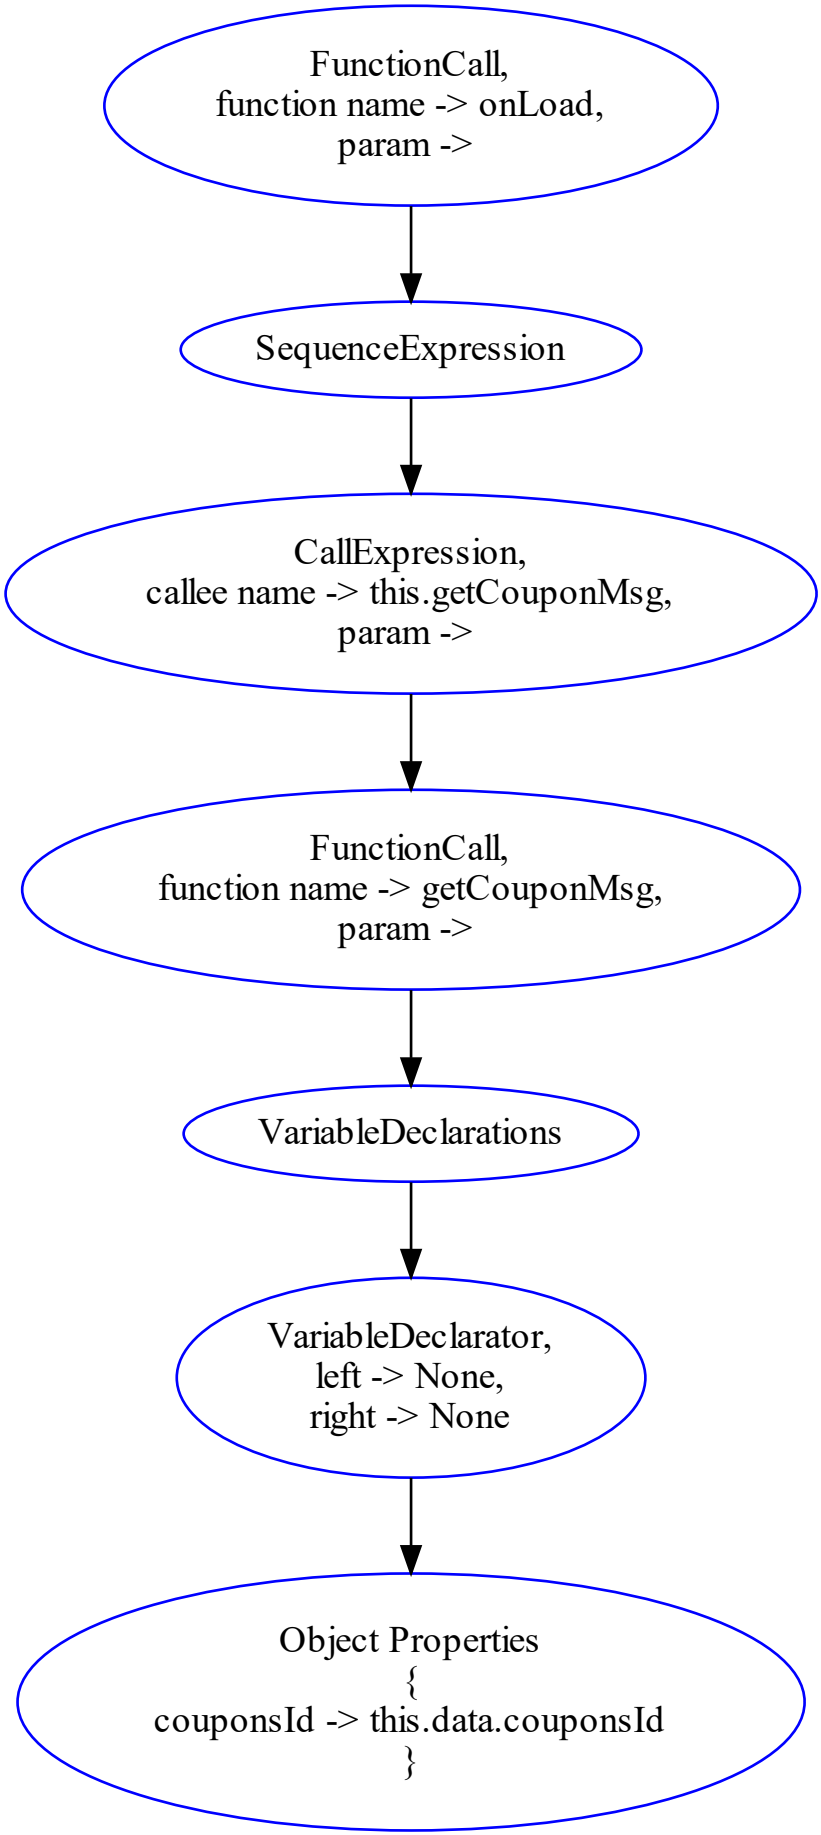 FunctionCall,
function name -> onLoad,
param ->
SequenceExpression
CallExpression,
callee name -> this.getCouponMsg,
param ->
FunctionCall,
function name -> getCouponMsg,
param ->
VariableDeclarations
VariableDeclarator,
left -> None,
right -> None
Object Properties
{
couponsId -> this.data.couponsId
}